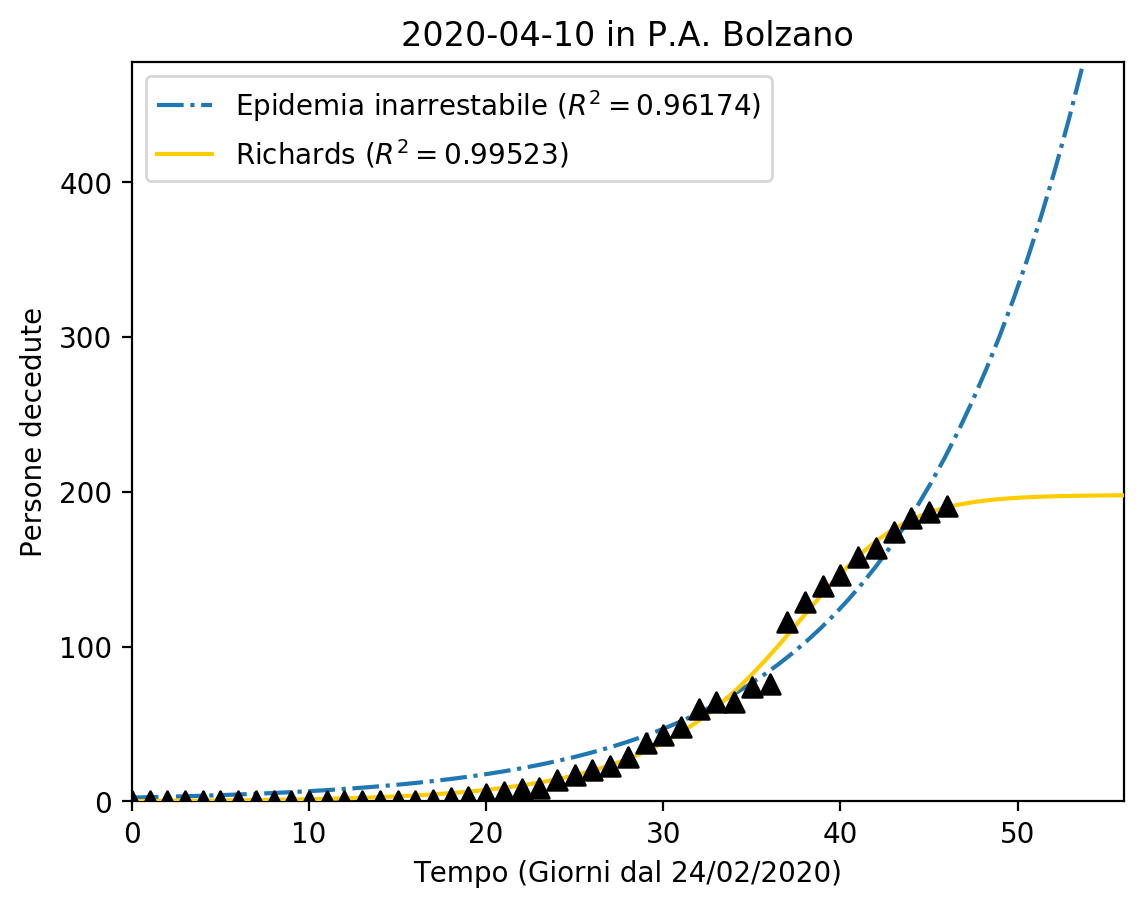 2020-04-10 in P.A. Bolzano
Epidemia inarrestabile (R² = 0.96174)
Richards (R² = 0.99523)
400
300
200
100
0
Persone decedute
0 10 20 30 40 50
Tempo (Giorni dal 24/02/2020)